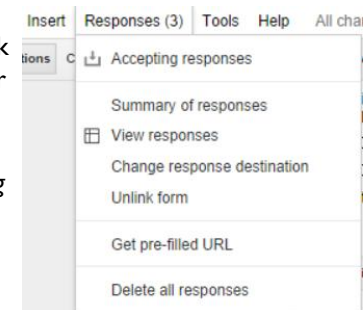 Insert Responses (3) Tools Help All cha
k
tions C Accepting responses
r
Summary of responses
View responses
Change response destination
g
Unlink form
Get pre-filled URL
Delete all responses